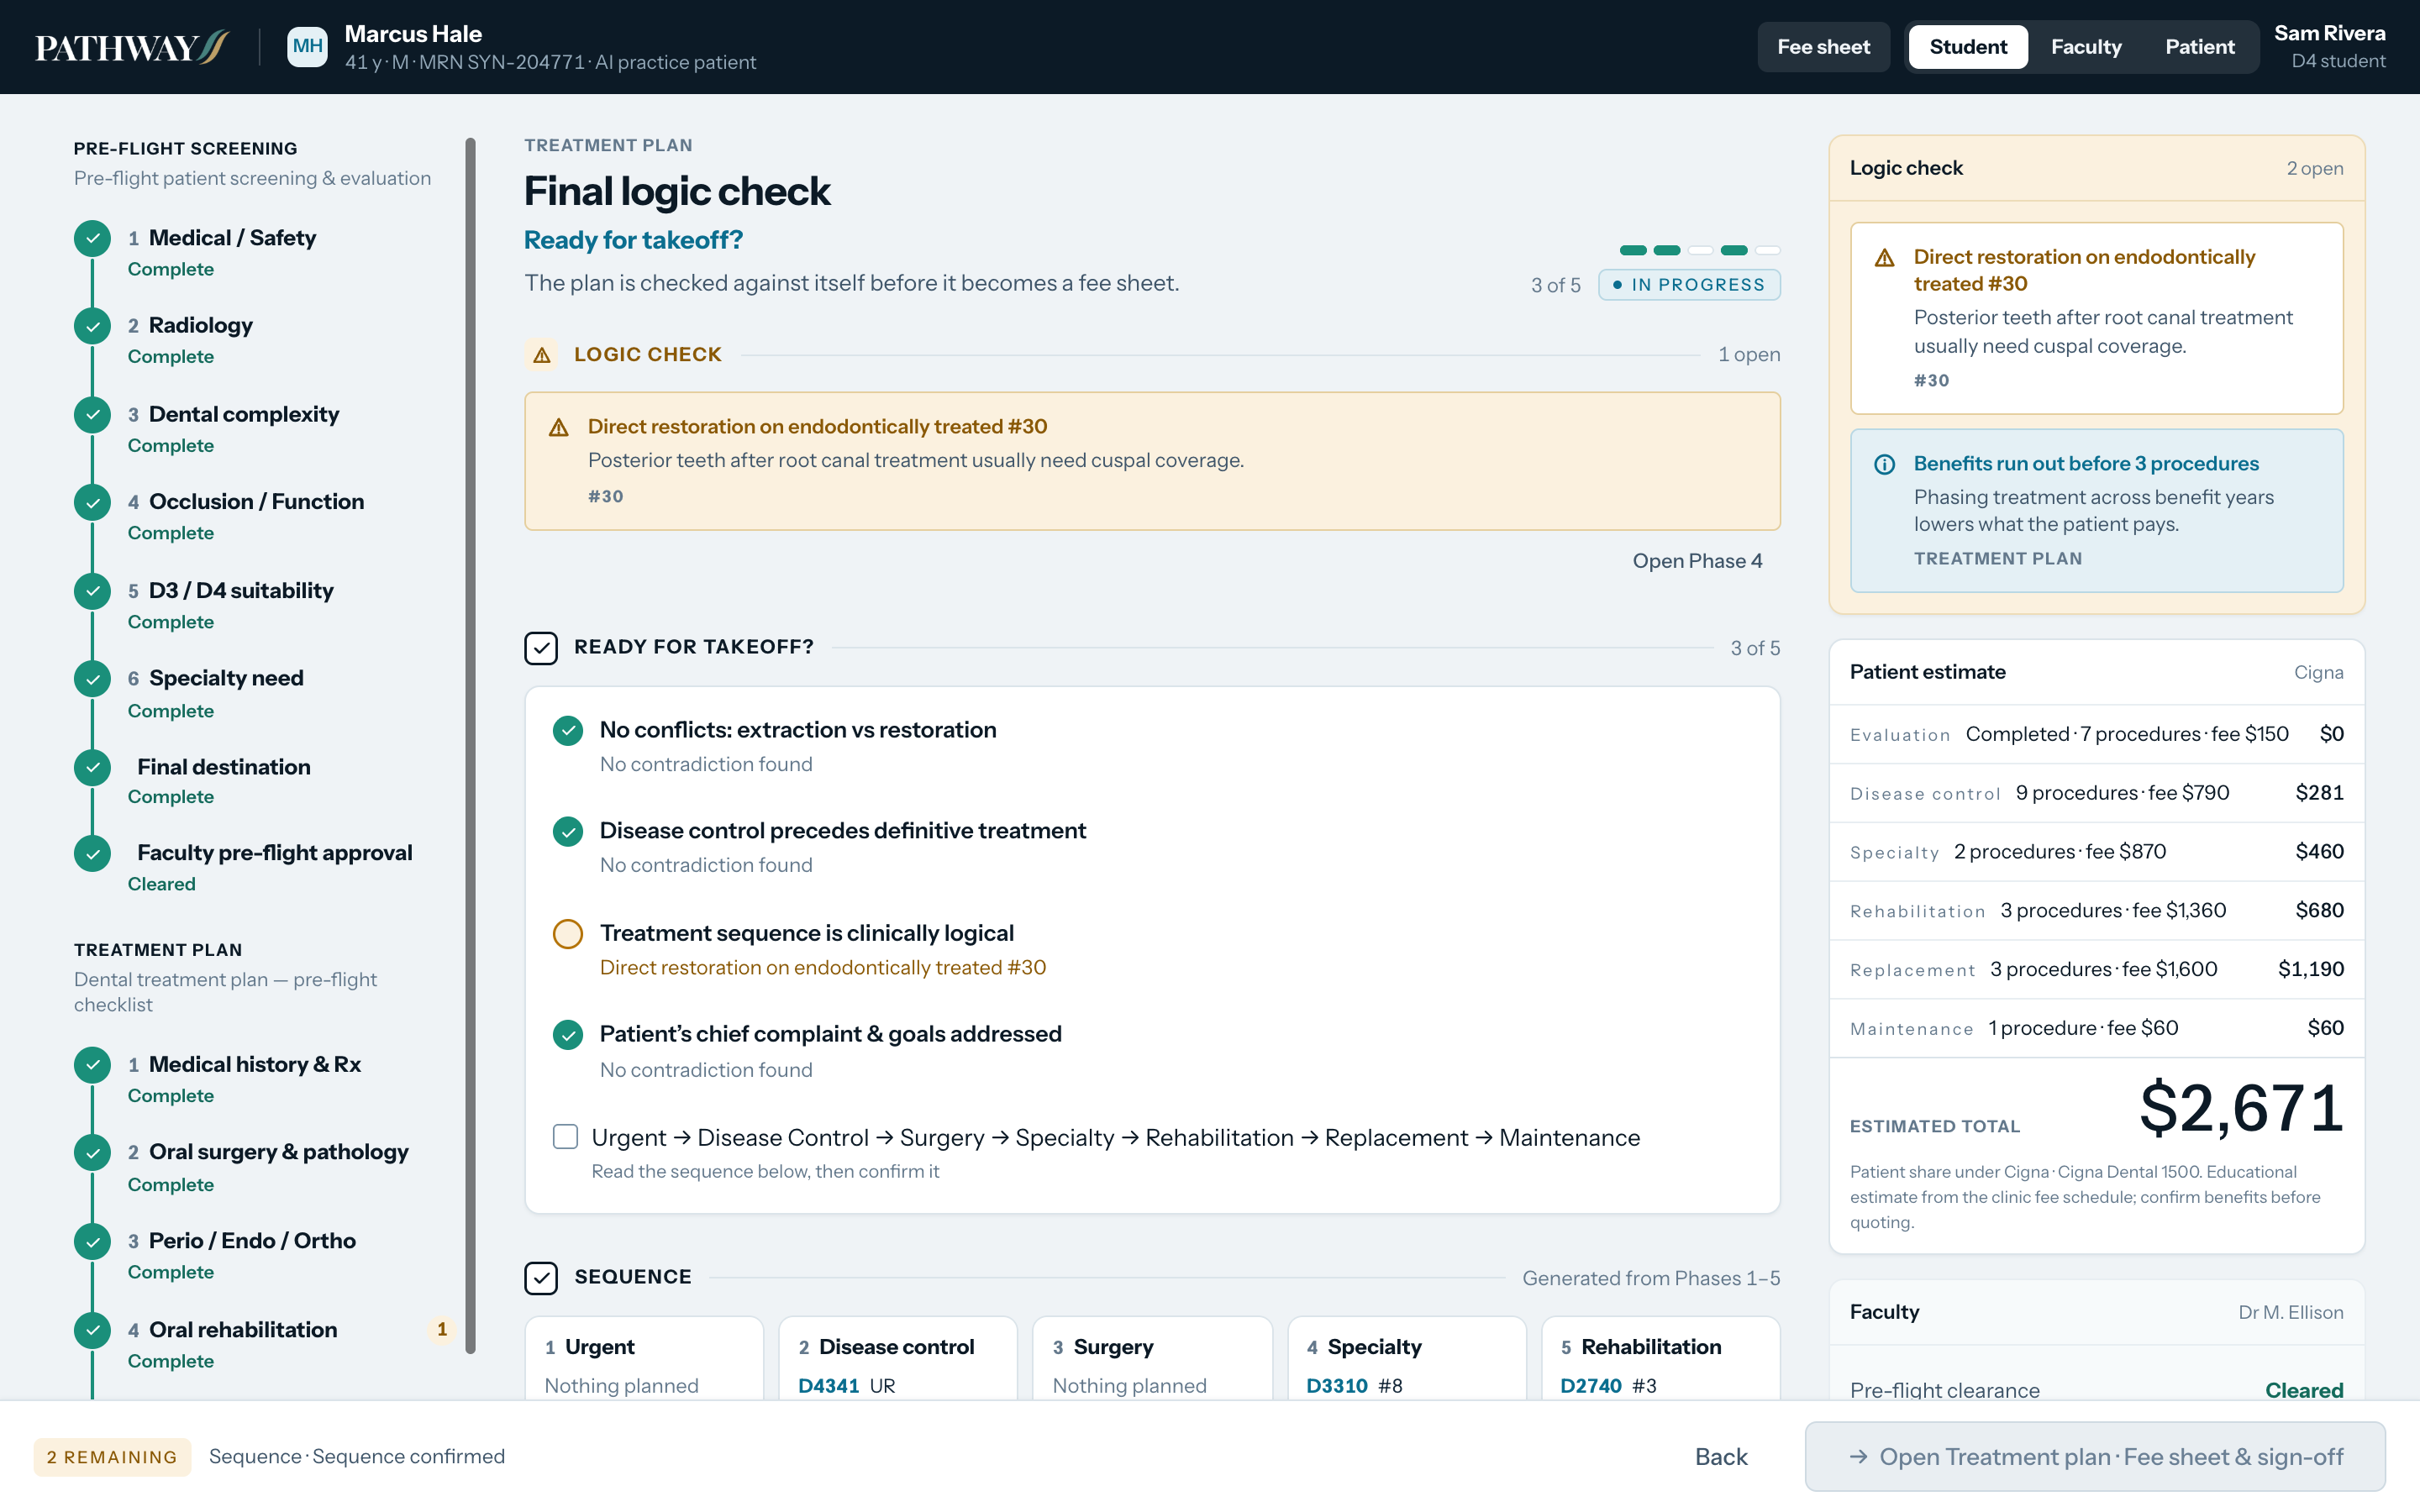 PATHWAY
MH
Marcus Hale
41 y · M · MRN SYN-204771 · AI practice patient
Fee sheet
Student
Faculty
Patient
Sam Rivera
D4 student
PRE-FLIGHT SCREENING
Pre-flight patient screening & evaluation
1 Medical / Safety
Complete
2 Radiology
Complete
3 Dental complexity
Complete
4 Occlusion / Function
Complete
5 D3 / D4 suitability
Complete
6 Specialty need
Complete
Final destination
Complete
Faculty pre-flight approval
Cleared
TREATMENT PLAN
Dental treatment plan — pre-flight
checklist
1 Medical history & Rx
Complete
2 Oral surgery & pathology
Complete
3 Perio / Endo / Ortho
Complete
4 Oral rehabilitation 1
Complete
TREATMENT PLAN
Final logic check
Ready for takeoff?
The plan is checked against itself before it becomes a fee sheet.
3 of 5 IN PROGRESS
LOGIC CHECK 1 open
Direct restoration on endodontically treated #30
Posterior teeth after root canal treatment usually need cuspal coverage.
#30
Open Phase 4
READY FOR TAKEOFF? 3 of 5
No conflicts: extraction vs restoration
No contradiction found
Disease control precedes definitive treatment
No contradiction found
Treatment sequence is clinically logical
Direct restoration on endodontically treated #30
Patient’s chief complaint & goals addressed
No contradiction found
Urgent → Disease Control → Surgery → Specialty → Rehabilitation → Replacement → Maintenance
Read the sequence below, then confirm it
SEQUENCE Generated from Phases 1–5
1 Urgent
Nothing planned
2 Disease control
D4341 UR
3 Surgery
Nothing planned
4 Specialty
D3310 #8
5 Rehabilitation
D2740 #3
Logic check 2 open
Direct restoration on endodontically
treated #30
Posterior teeth after root canal treatment
usually need cuspal coverage.
#30
Benefits run out before 3 procedures
Phasing treatment across benefit years
lowers what the patient pays.
TREATMENT PLAN
Patient estimate Cigna
Evaluation Completed · 7 procedures · fee $150 $0
Disease control 9 procedures · fee $790 $281
Specialty 2 procedures · fee $870 $460
Rehabilitation 3 procedures · fee $1,360 $680
Replacement 3 procedures · fee $1,600 $1,190
Maintenance 1 procedure · fee $60 $60
ESTIMATED TOTAL $2,671
Patient share under Cigna · Cigna Dental 1500. Educational
estimate from the clinic fee schedule; confirm benefits before
quoting.
Faculty Dr M. Ellison
Pre-flight clearance Cleared
2 REMAINING Sequence · Sequence confirmed
Back
→ Open Treatment plan · Fee sheet & sign-off